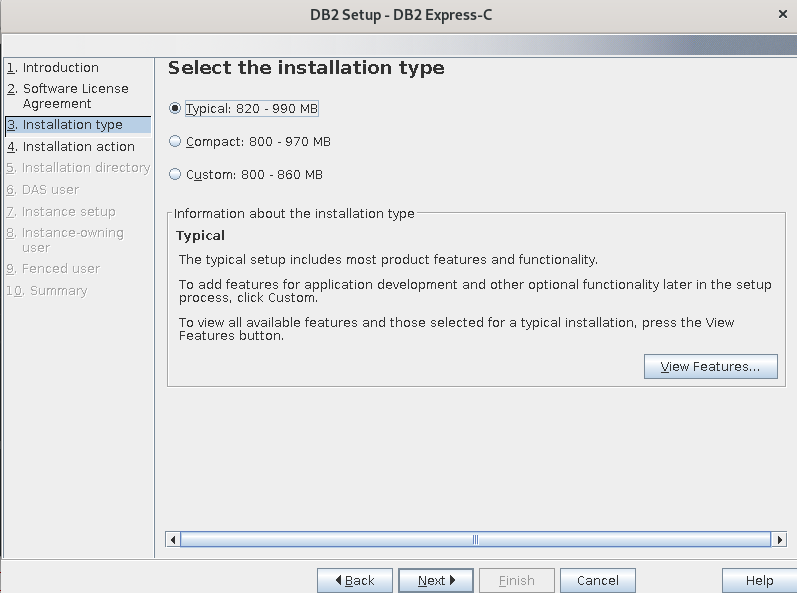 DB2 Setup - DB2 Express-C
×
1. Introduction
2. Software License
Agreement
3. Installation type
4. Installation action
5. Installation directory
6. DAS user
7. Instance setup
8. Instance-owning
user
9. Fenced user
10. Summary
Select the installation type
Typical: 820 - 990 MB
Compact: 800 - 970 MB
Custom: 800 - 860 MB
Information about the installation type
Typical
The typical setup includes most product features and functionality.
To add features for application development and other optional functionality later in the setup
process, click Custom.
To view all available features and those selected for a typical installation, press the View
Features button.
View Features...
Back
Next
Finish
Cancel
Help